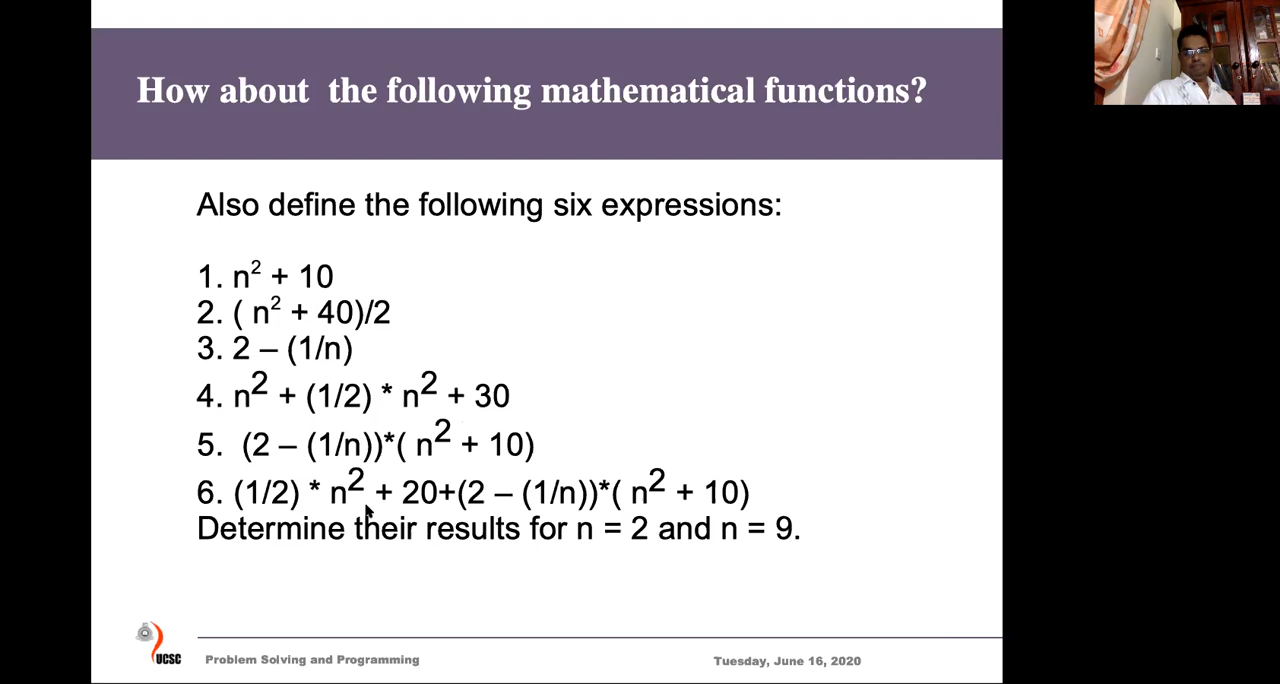 How about the following mathematical functions?
Also define the following six expressions:
1. n² + 10
2. ( n² + 40)/2
3. 2 – (1/n)
4. n² + (1/2) * n² + 30
5. (2 – (1/n))*( n² + 10)
6. (1/2) * n² + 20+(2 – (1/n))*( n² + 10)
Determine their results for n = 2 and n = 9.
UCSC
Problem Solving and Programming
Tuesday, June 16, 2020